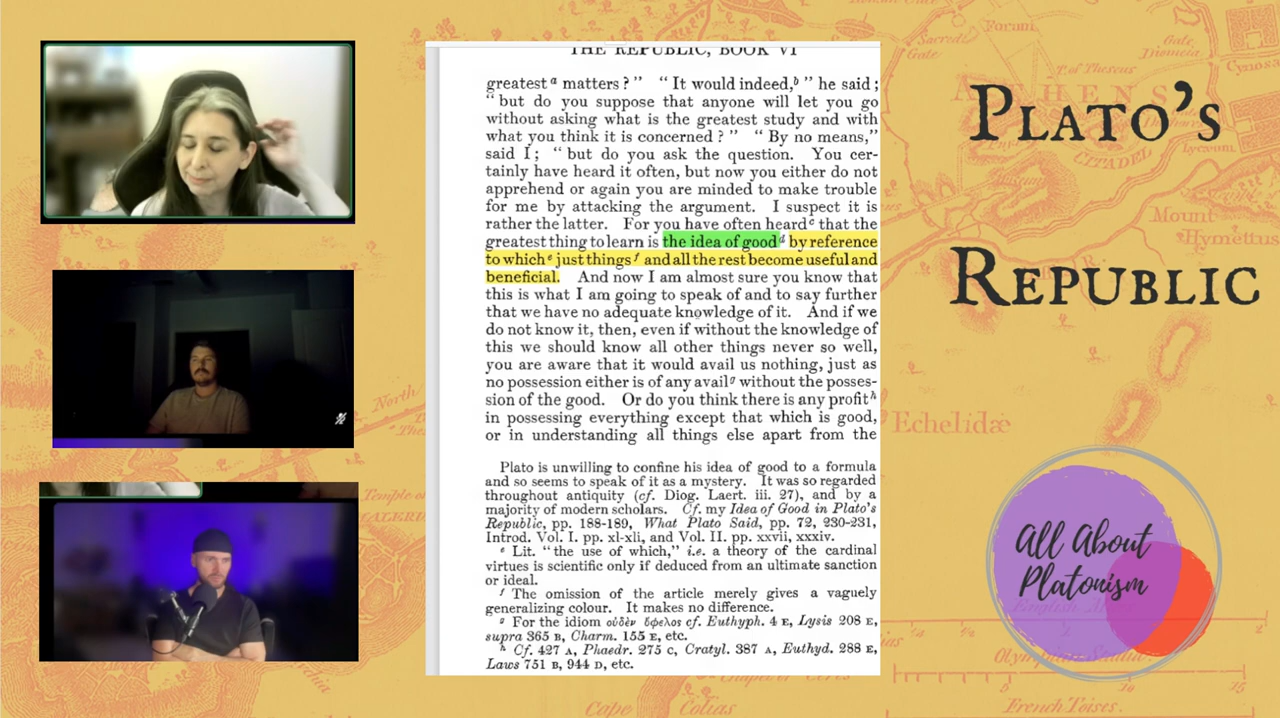 THE REPUBLIC, BOOK VI
greatest ᵃ matters ? ” “ It would indeed,ᵇ ” he said ;
“ but do you suppose that anyone will let you go
without asking what is the greatest study and with
what you think it is concerned ? ” “ By no means,”
said I ; “ but do you ask the question. You cer-
tainly have heard it often, but now you either do not
apprehend or again you are minded to make trouble
for me by attacking the argument. I suspect it is
rather the latter. For you have often heard ᶜ that the
greatest thing to learn is the idea of good ᵈ by reference
to which ᵉ just things ᶠ and all the rest become useful and
beneficial. And now I am almost sure you know that
this is what I am going to speak of and to say further
that we have no adequate knowledge of it. And if we
do not know it, then, even if without the knowledge of
this we should know all other things never so well,
you are aware that it would avail us nothing, just as
no possession either is of any avail ᵍ without the posses-
sion of the good. Or do you think there is any profit ʰ
in possessing everything except that which is good,
or in understanding all things else apart from the
Plato is unwilling to confine his idea of good to a formula
and so seems to speak of it as a mystery. It was so regarded
throughout antiquity (cf. Diog. Laert. iii. 27), and by a
majority of modern scholars. Cf. my Idea of Good in Plato's
Republic, pp. 188-189, What Plato Said, pp. 72, 230-231,
Introd. Vol. I. pp. xl-xli, and Vol. II. pp. xxvii, xxxiv.
ᵉ Lit. “ the use of which,” i.e. a theory of the cardinal
virtues is scientific only if deduced from an ultimate sanction
or ideal.
ᶠ The omission of the article merely gives a vaguely
generalizing colour. It makes no difference.
ᵍ For the idiom οὐδὲν ὄφελος cf. Euthyph. 4 E, Lysis 208 E,
supra 365 B, Charm. 155 E, etc.
ʰ Cf. 427 A, Phaedr. 275 C, Cratyl. 387 A, Euthyd. 288 E,
Laws 751 B, 944 D, etc.
Plato's
Republic
All About
Platonism
Sacred
Gate
Forum
Gate
Diomeia
Cynosa
P.t of Theseus
ATHENS
CITADEL
Lyceum
Mount
Hymettus
Echelidæ
North
Temple of
Olympian Stadia
French Toises.
Cape
Colias
5
10
15